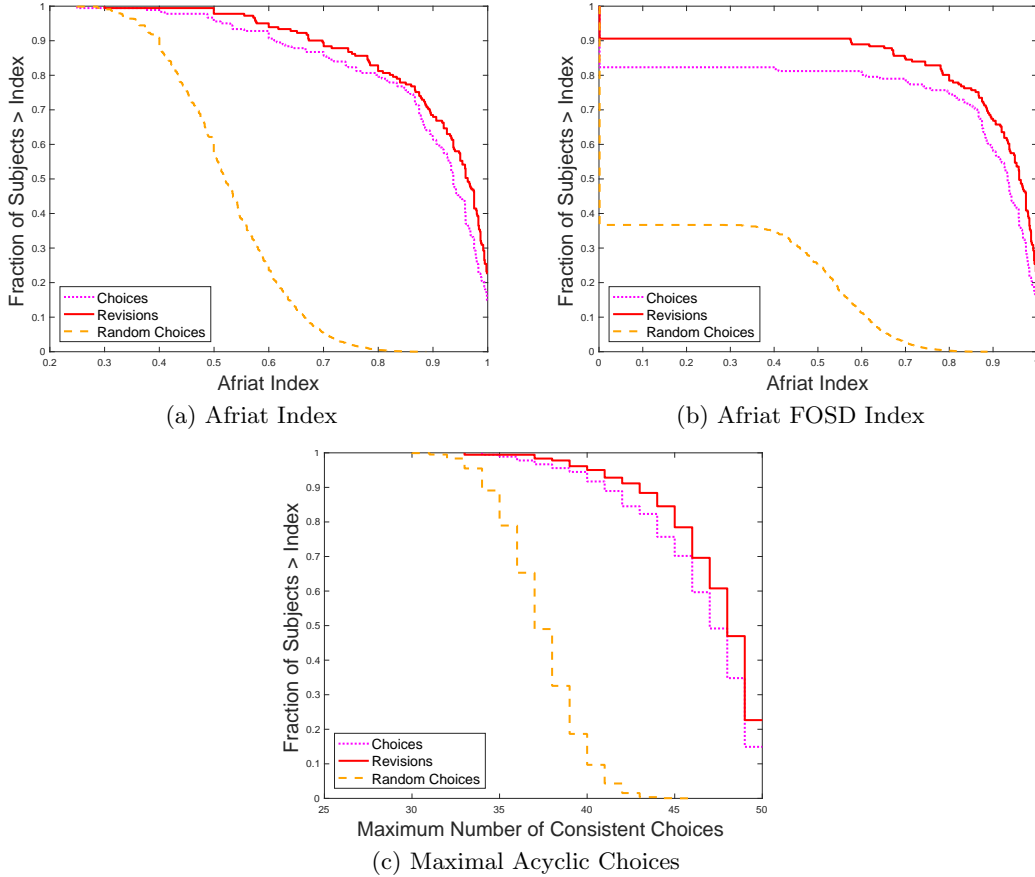 Fraction of Subjects > Index
1
0.9
0.8
0.7
0.6
0.5
0.4
0.3
0.2
0.1
0
Choices
Revisions
Random Choices
0.2 0.3 0.4 0.5 0.6 0.7 0.8 0.9 1
Afriat Index
(a) Afriat Index
Fraction of Subjects > Index
1
0.9
0.8
0.7
0.6
0.5
0.4
0.3
0.2
0.1
0
Choices
Revisions
Random Choices
0 0.1 0.2 0.3 0.4 0.5 0.6 0.7 0.8 0.9 1
Afriat Index
(b) Afriat FOSD Index
Fraction of Subjects > Index
1
0.9
0.8
0.7
0.6
0.5
0.4
0.3
0.2
0.1
0
Choices
Revisions
Random Choices
25 30 35 40 45 50
Maximum Number of Consistent Choices
(c) Maximal Acyclic Choices